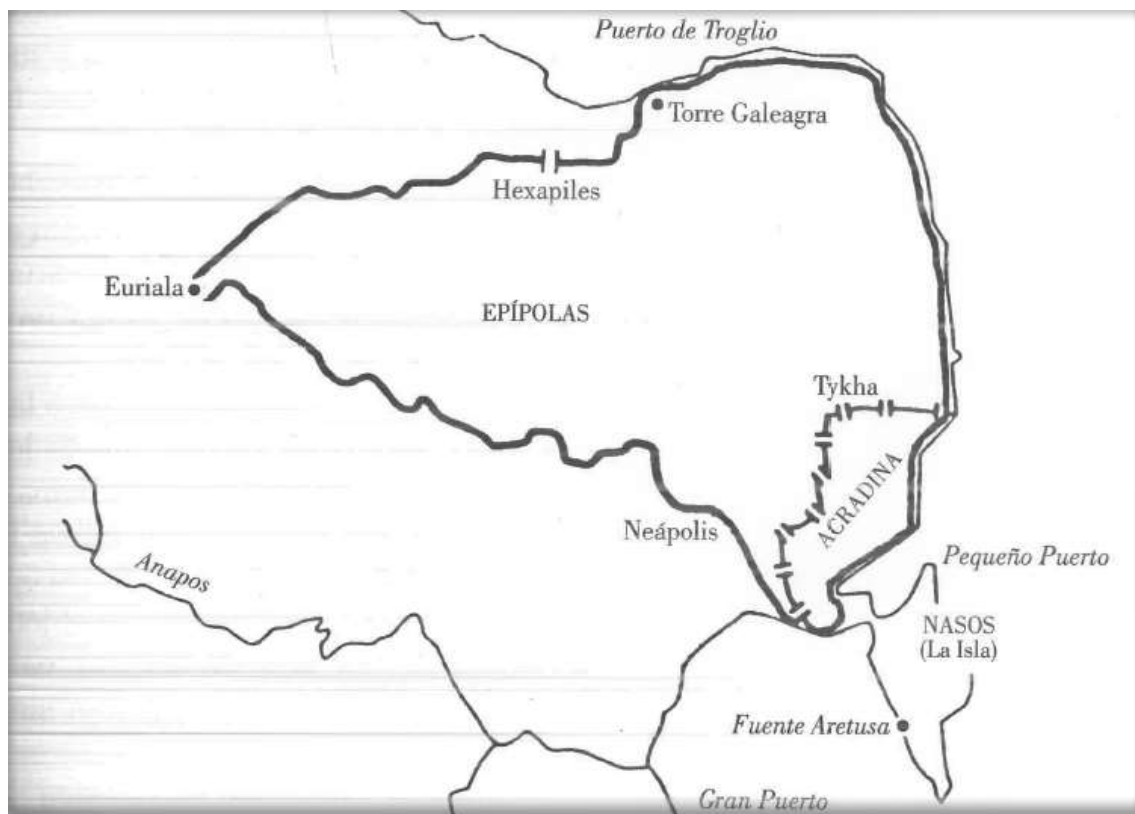 Puerto de Troglio
Torre Galeagra
Hexapiles
Euriala
EPÍPOLAS
Tykha
ACRADINA
Neápolis
Pequeño Puerto
Anapos
NASOS
(La Isla)
Fuente Aretusa
Gran Puerto